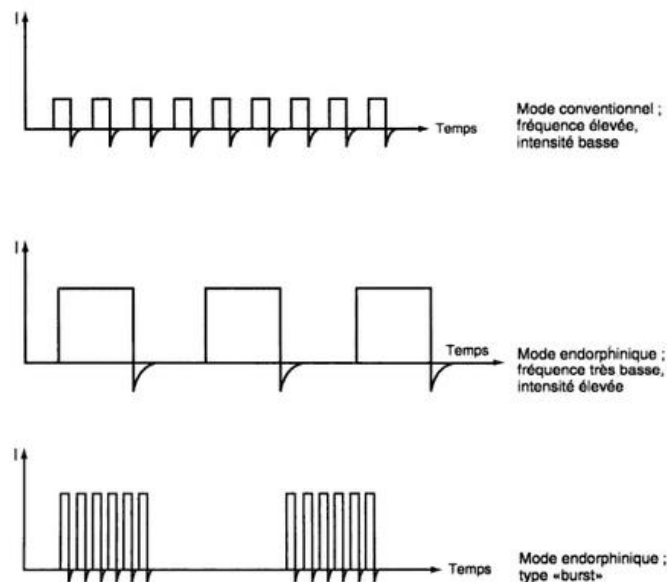 I
Temps
Mode conventionnel ;
fréquence élevée,
intensité basse
I
Temps
Mode endorphinique ;
fréquence très basse,
intensité élevée
I
Temps
Mode endorphinique ;
type «burst»